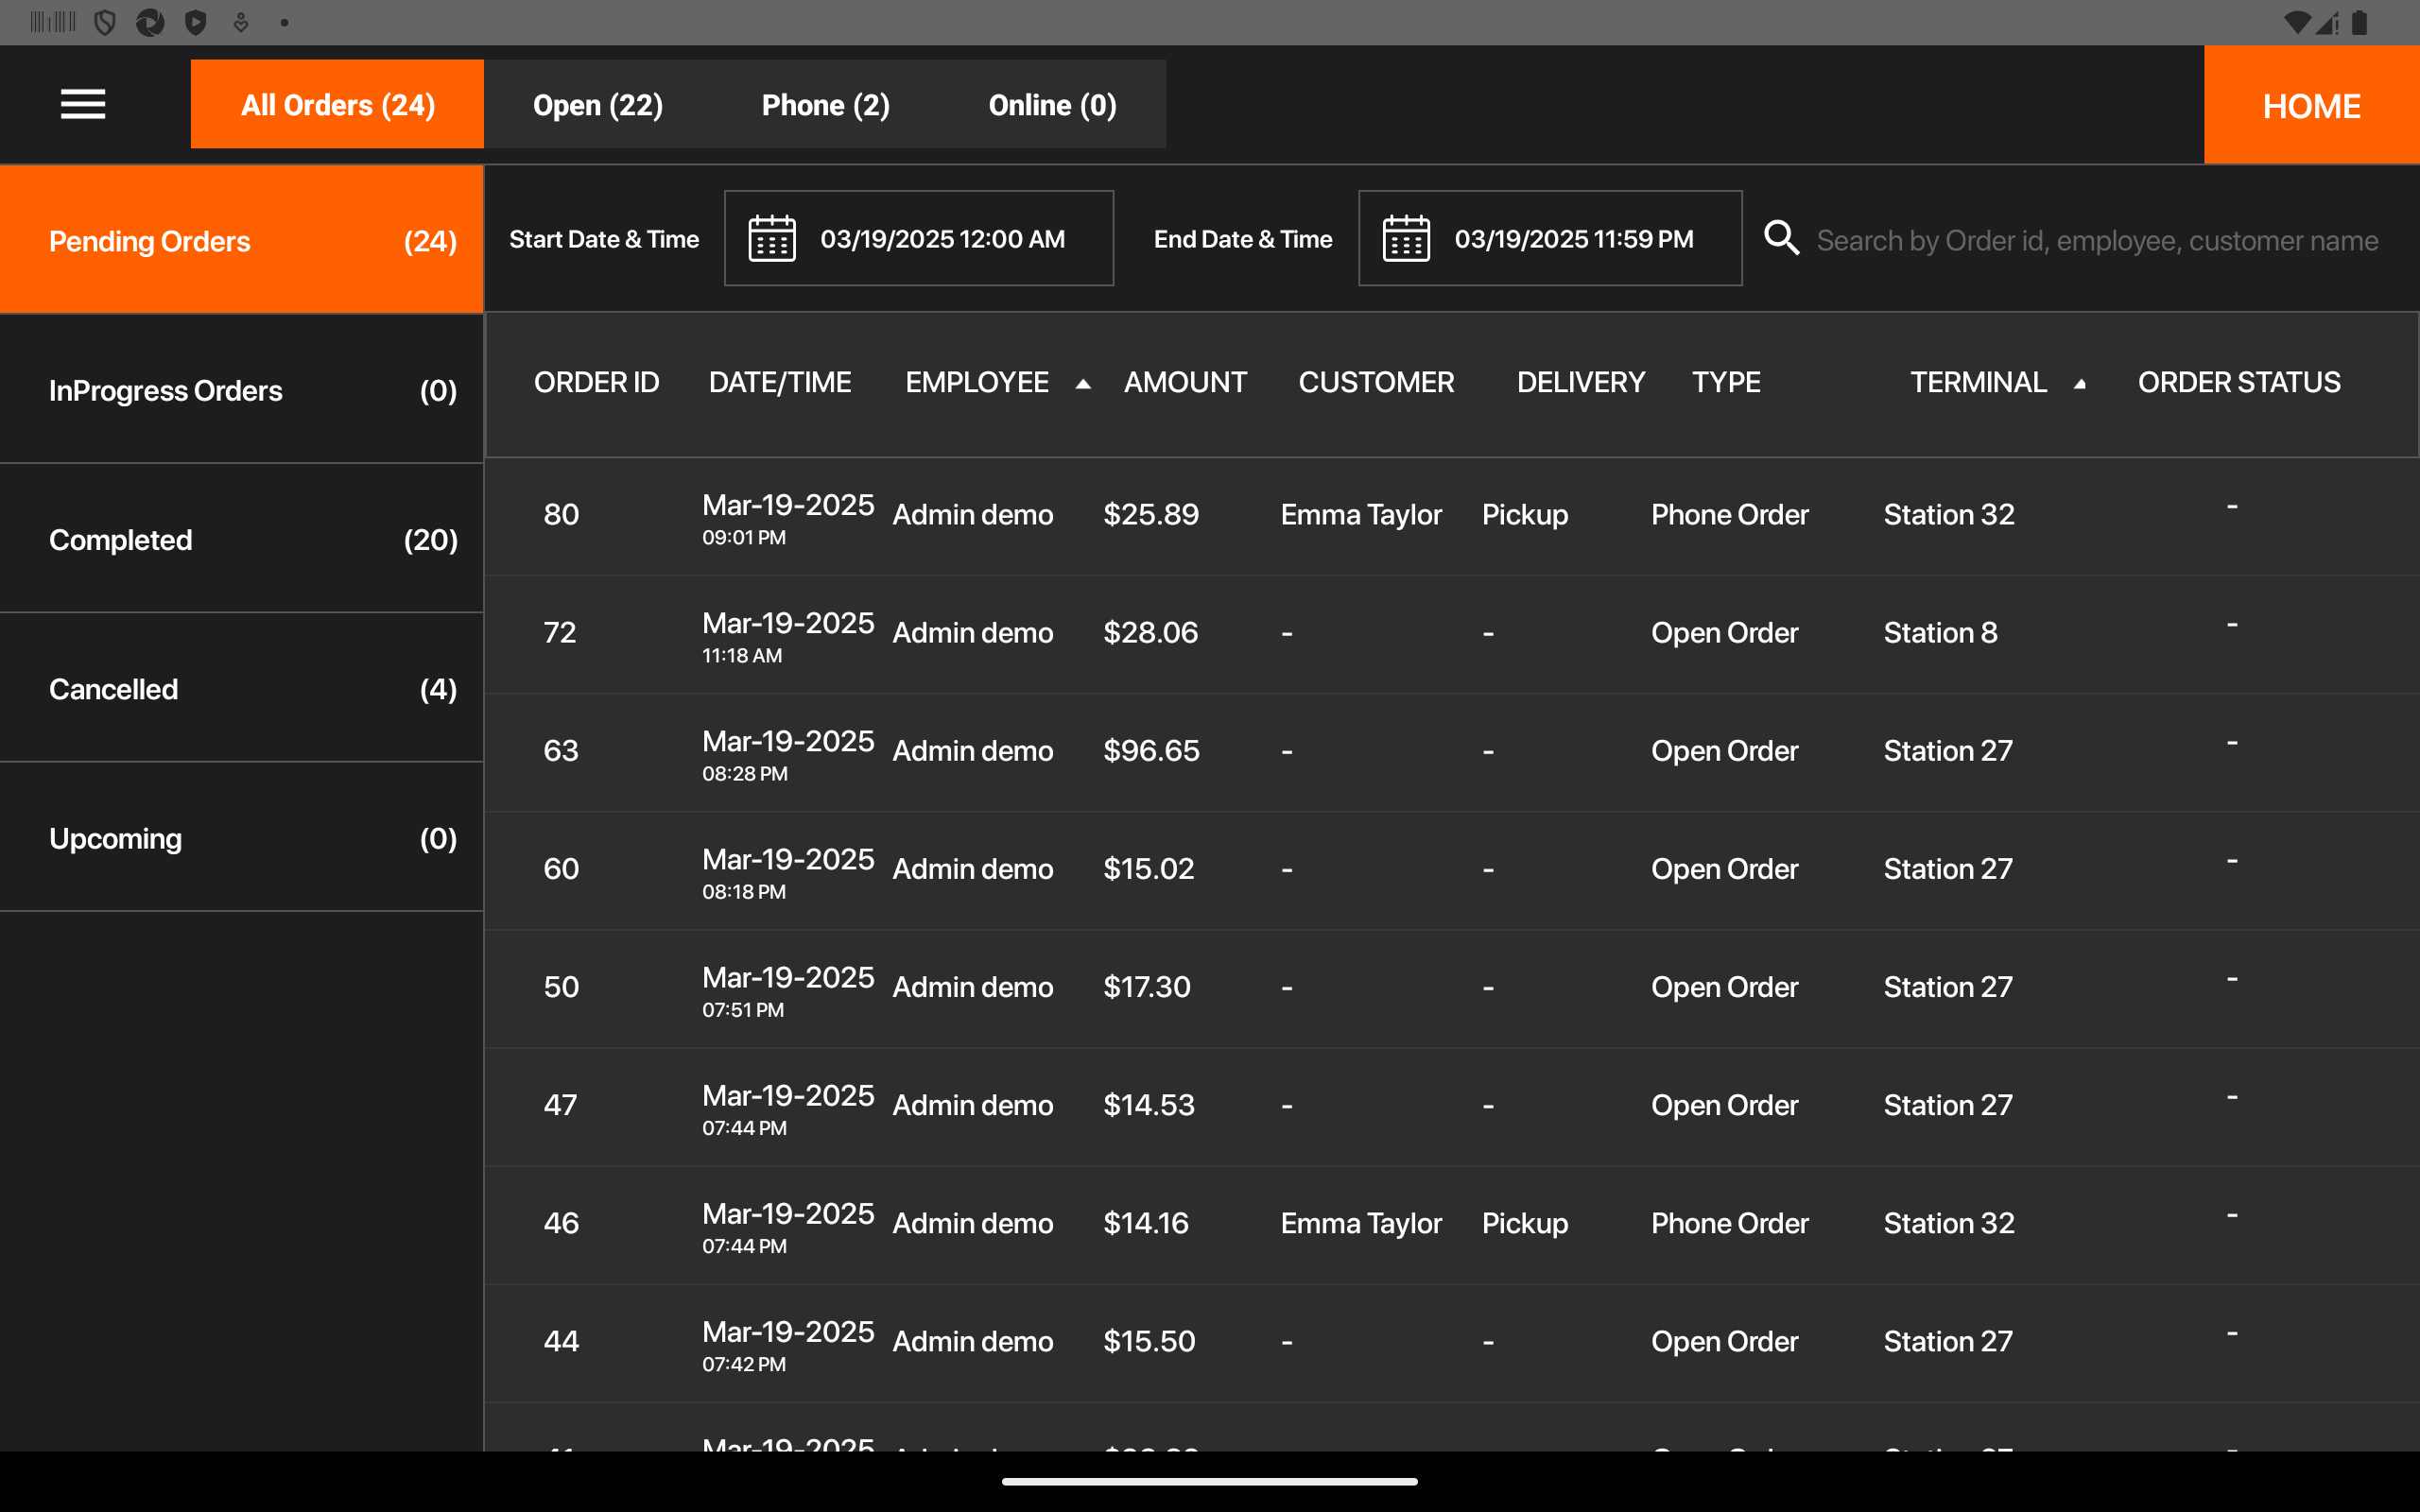 All Orders (24) Open (22) Phone (2) Online (0) HOME
Pending Orders (24)
Start Date & Time 03/19/2025 12:00 AM End Date & Time 03/19/2025 11:59 PM Search by Order id, employee, customer name
InProgress Orders (0)
Completed (20)
Cancelled (4)
Upcoming (0)
ORDER ID DATE/TIME EMPLOYEE AMOUNT CUSTOMER DELIVERY TYPE TERMINAL ORDER STATUS
80 Mar-19-2025 Admin demo $25.89 Emma Taylor Pickup Phone Order Station 32 -
09:01 PM
72 Mar-19-2025 Admin demo $28.06 - - Open Order Station 8 -
11:18 AM
63 Mar-19-2025 Admin demo $96.65 - - Open Order Station 27 -
08:28 PM
60 Mar-19-2025 Admin demo $15.02 - - Open Order Station 27 -
08:18 PM
50 Mar-19-2025 Admin demo $17.30 - - Open Order Station 27 -
07:51 PM
47 Mar-19-2025 Admin demo $14.53 - - Open Order Station 27 -
07:44 PM
46 Mar-19-2025 Admin demo $14.16 Emma Taylor Pickup Phone Order Station 32 -
07:44 PM
44 Mar-19-2025 Admin demo $15.50 - - Open Order Station 27 -
07:42 PM
Mar-19-2025